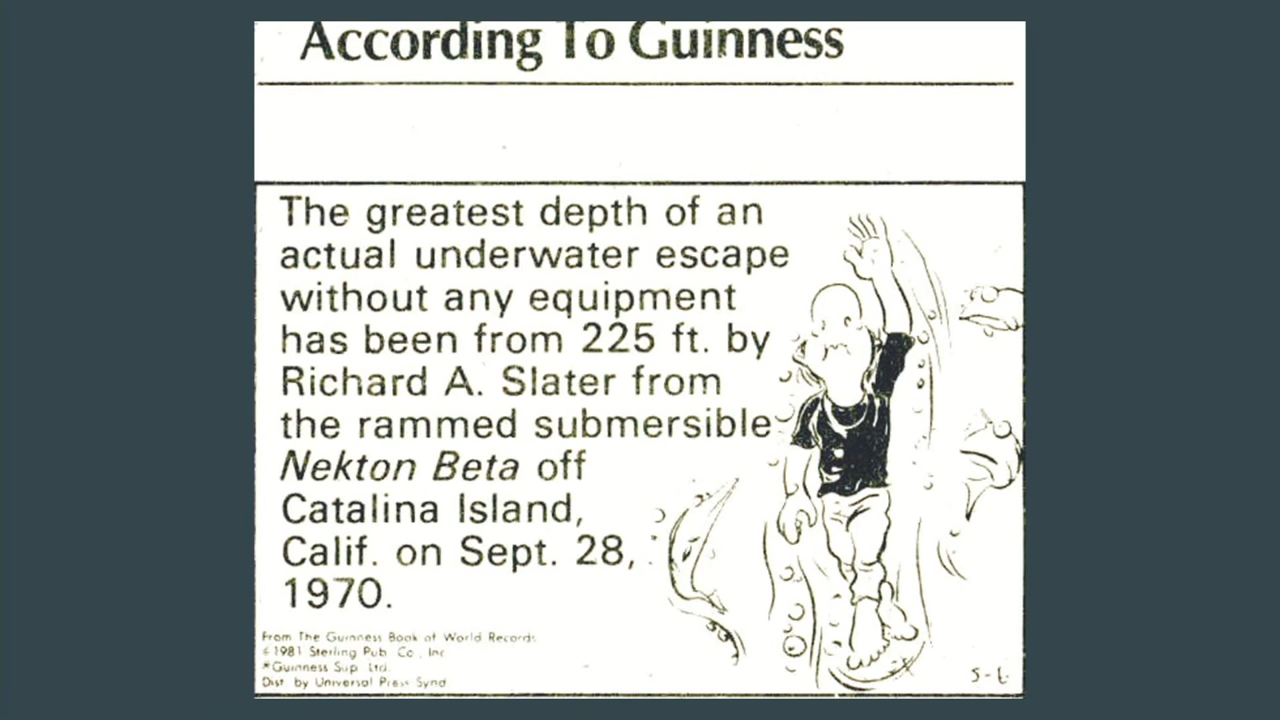 According To Guinness
The greatest depth of an
actual underwater escape
without any equipment
has been from 225 ft. by
Richard A. Slater from
the rammed submersible
Nekton Beta off
Catalina Island,
Calif. on Sept. 28,
1970.
From The Guinness Book of World Records
©1981 Sterling Pub. Co., Inc
*Guinness Sup. Ltd.
Dist. by Universal Press Synd
S-L.